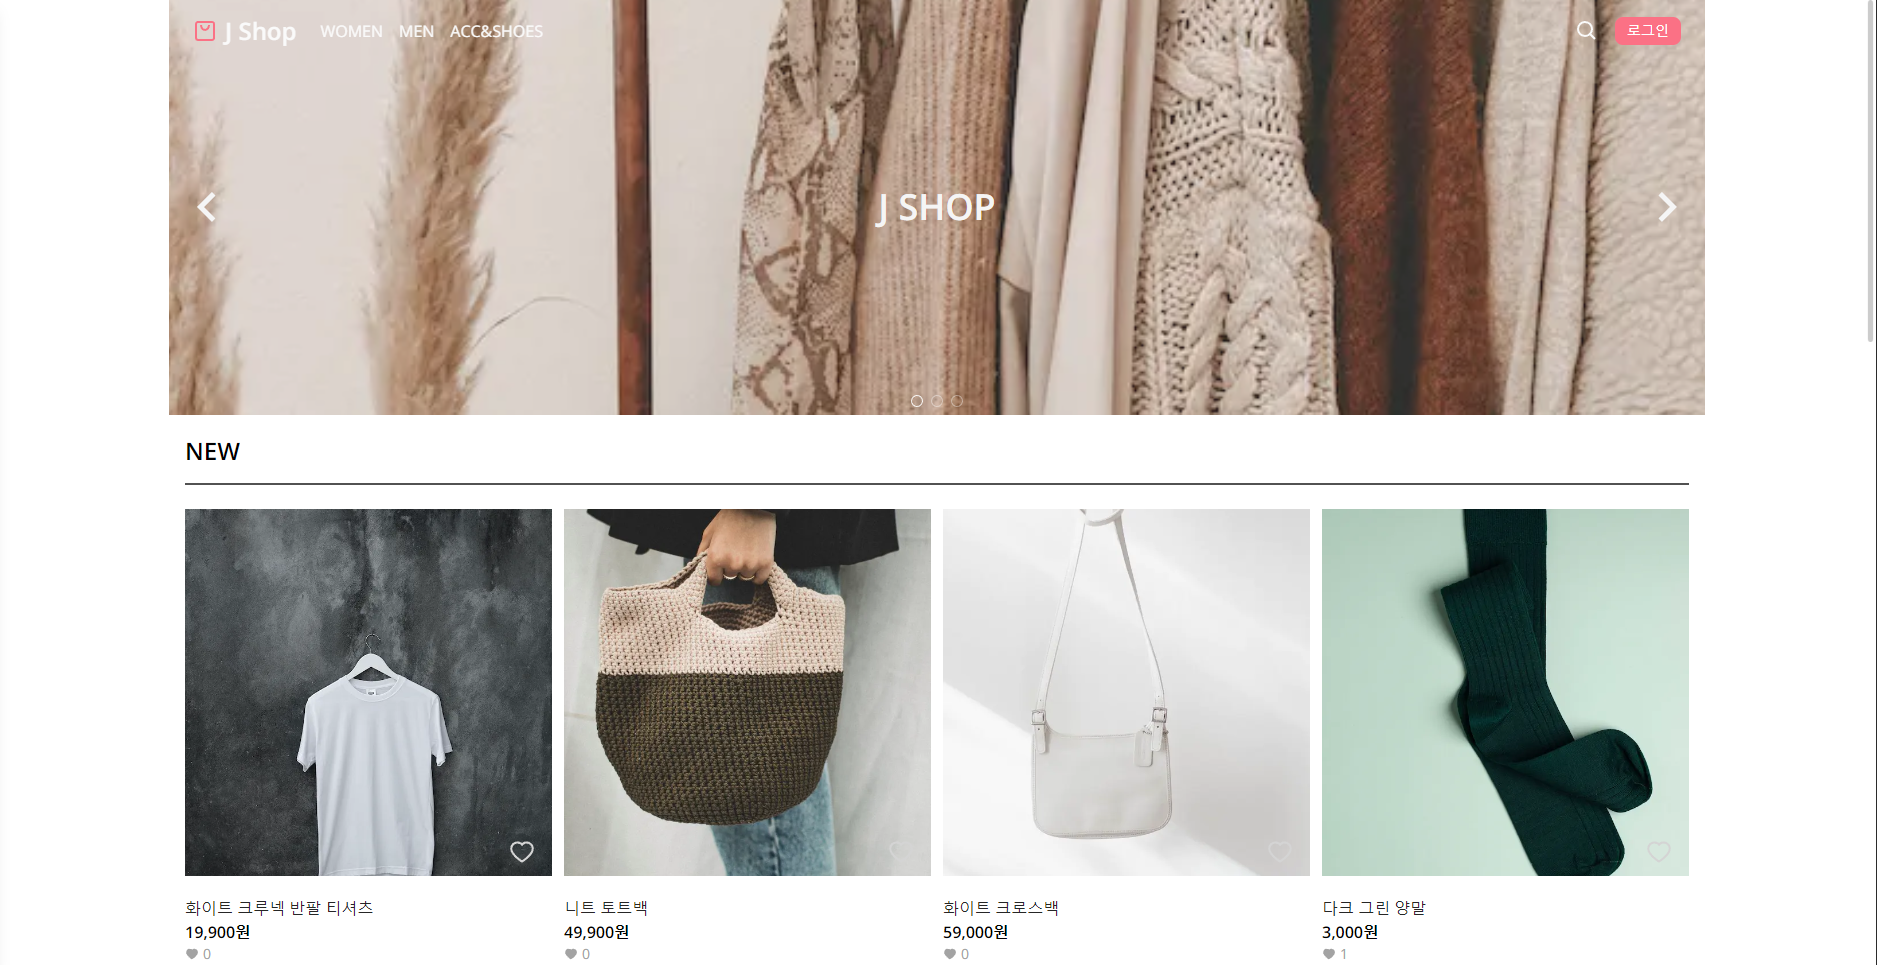 J Shop WOMEN MEN ACC&SHOES 로그인
J SHOP
NEW
화이트 크루넥 반팔 티셔츠
19,900원
0
니트 토트백
49,900원
0
화이트 크로스백
59,000원
0
다크 그린 양말
3,000원
1